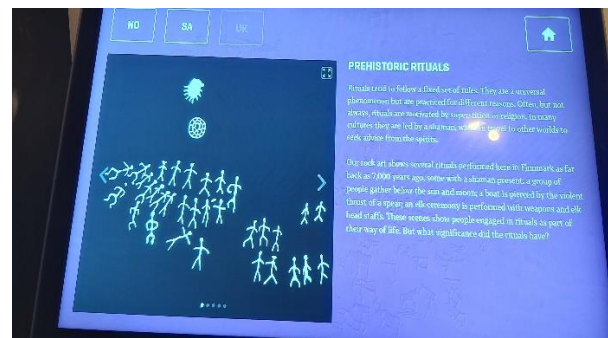 NO SA UK
PREHISTORIC RITUALS
Rituals tend to follow a fixed set of rules. They are a universal
phenomenon but are practiced for different reasons. Often, but not
always, rituals are motivated by superstition or religion. In many
cultures they are led by a shaman, who in to other worlds to
seek advice from the spirits.
Our rock art shows several rituals performed here in Finnmark as far
back as 7,000 years ago, some with a shaman present: a group of
people gather below the sun and moon; a boat is pierced by the violent
thrust of a spear; an elk ceremony is performed with weapons and elk
head staffs. These scenes show people engaged in rituals as part of
their way of life. But what significance did the rituals have?